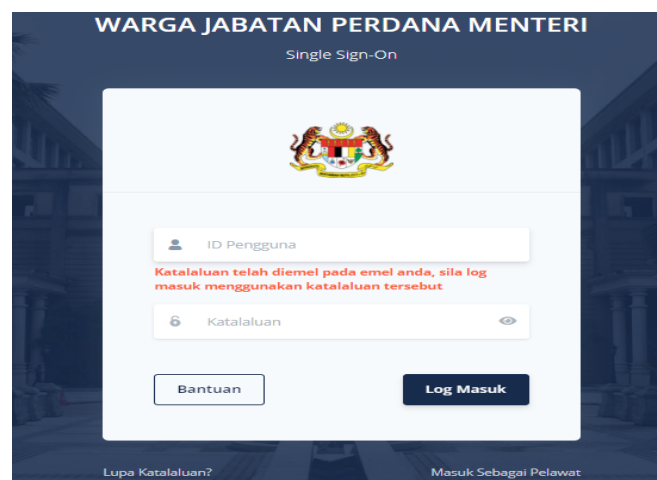 WARGA JABATAN PERDANA MENTERI
Single Sign-On
ID Pengguna
Katalaluan telah diemel pada emel anda, sila log
masuk menggunakan katalaluan tersebut
Katalaluan
Bantuan
Log Masuk
Lupa Katalaluan?
Masuk Sebagai Pelawat